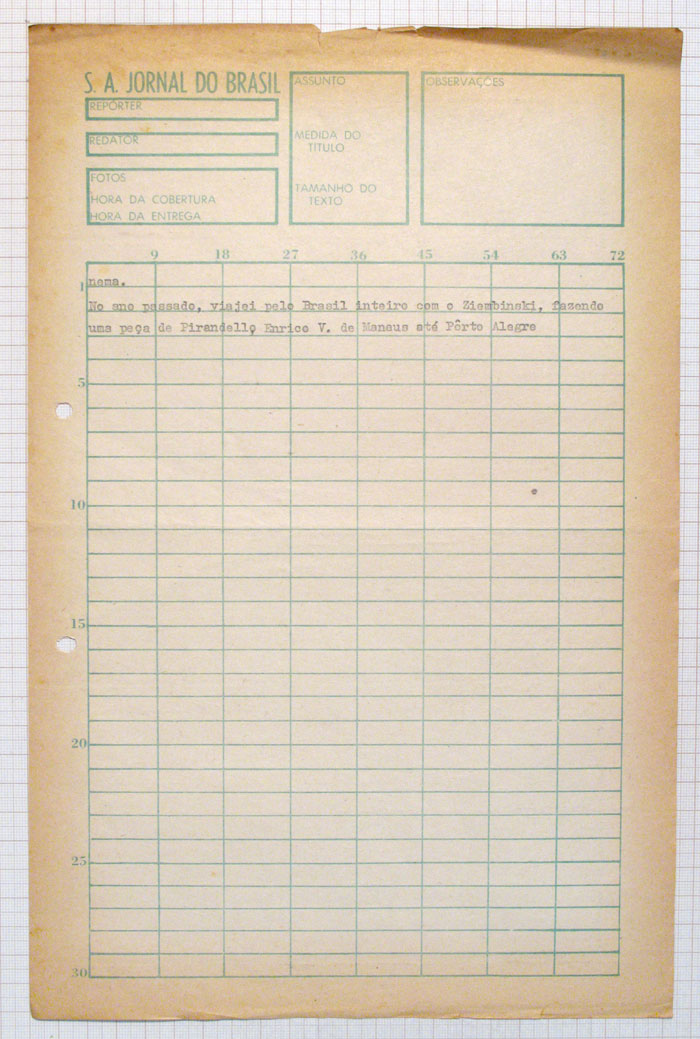 S. A. JORNAL DO BRASIL
REPÓRTER
REDATOR
FOTOS
HORA DA COBERTURA
HORA DA ENTREGA
ASSUNTO
MEDIDA DO
TÍTULO
TAMANHO DO
TEXTO
OBSERVAÇÕES
9 18 27 36 45 54 63 72
1
nema.
No ano passado, viajei pelo Brasil inteiro com o Ziembinski, fazendo
uma peça de Pirandello, Enrico V. de Manaus até Pôrto Alegre
5
10
15
20
25
30